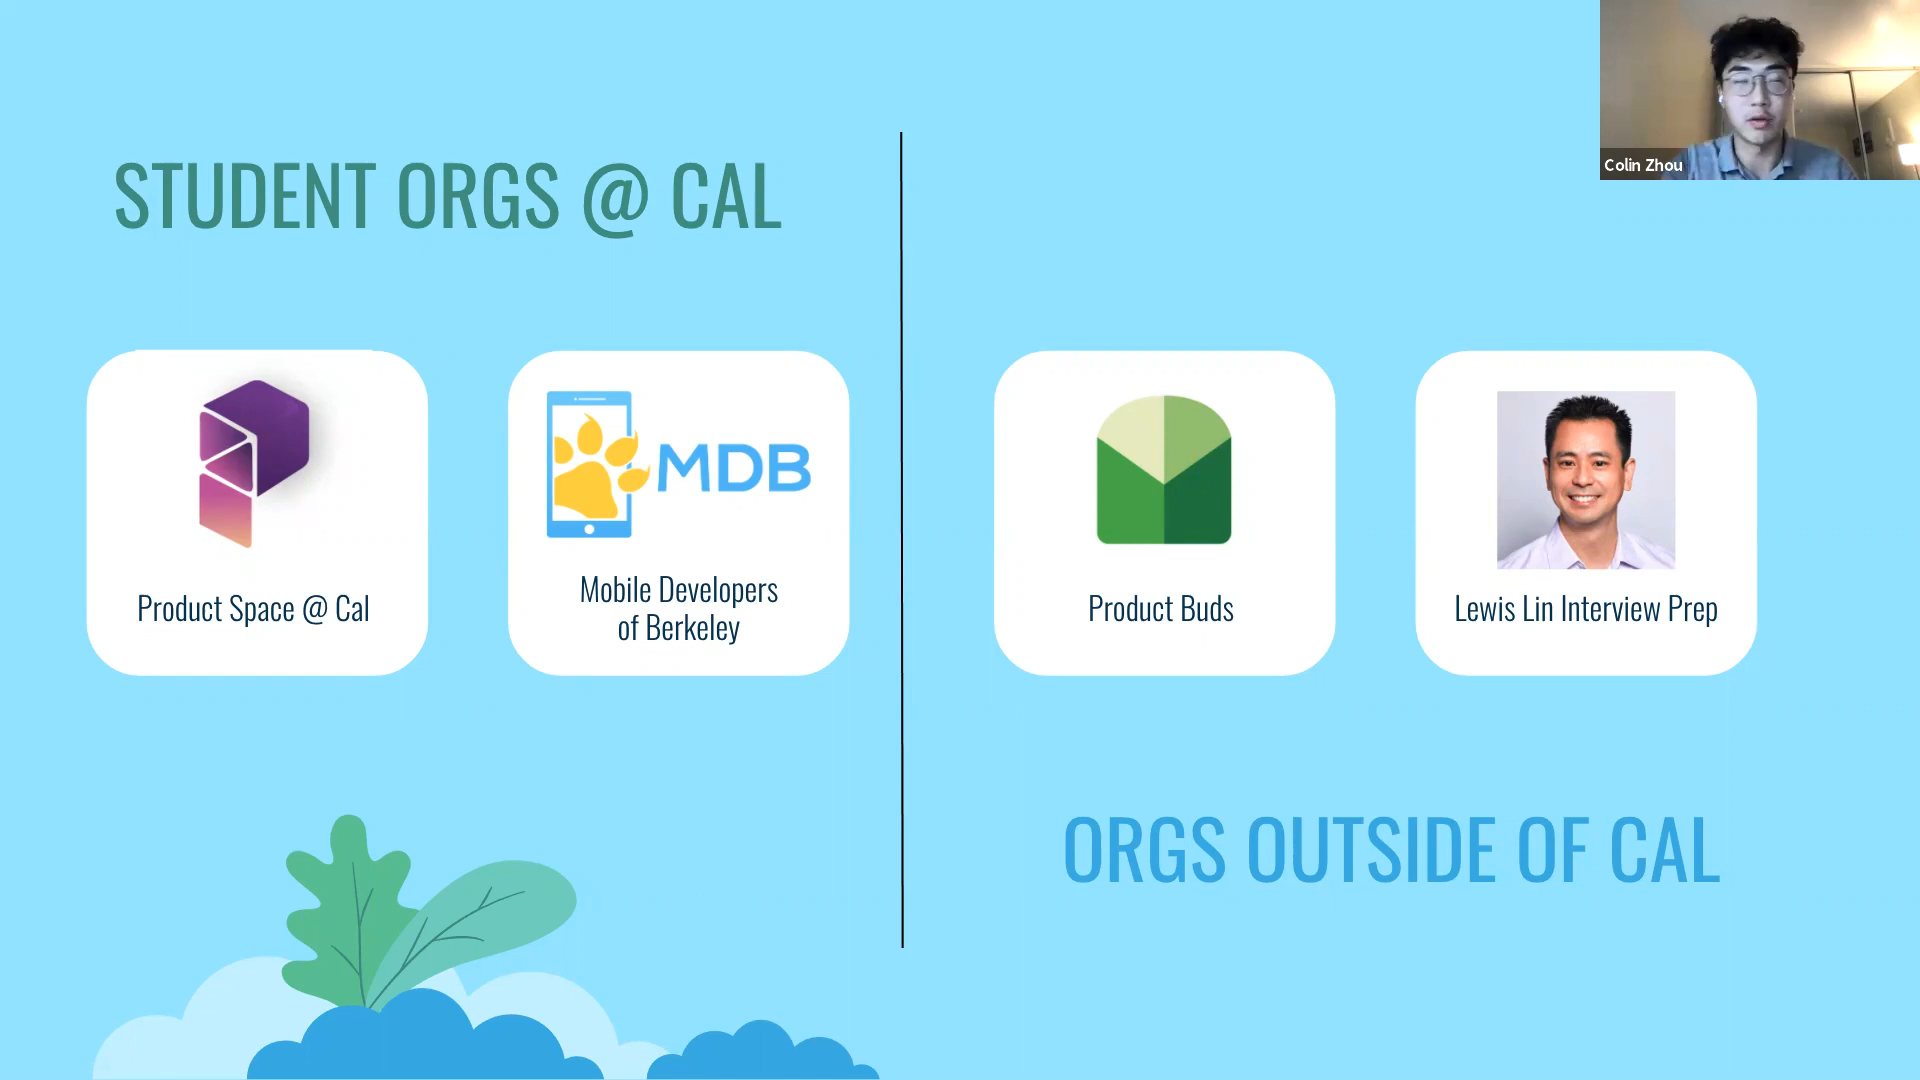 Colin Zhou
STUDENT ORGS @ CAL
MDB
Product Space @ Cal
Mobile Developers
of Berkeley
Product Buds
Lewis Lin Interview Prep
ORGS OUTSIDE OF CAL